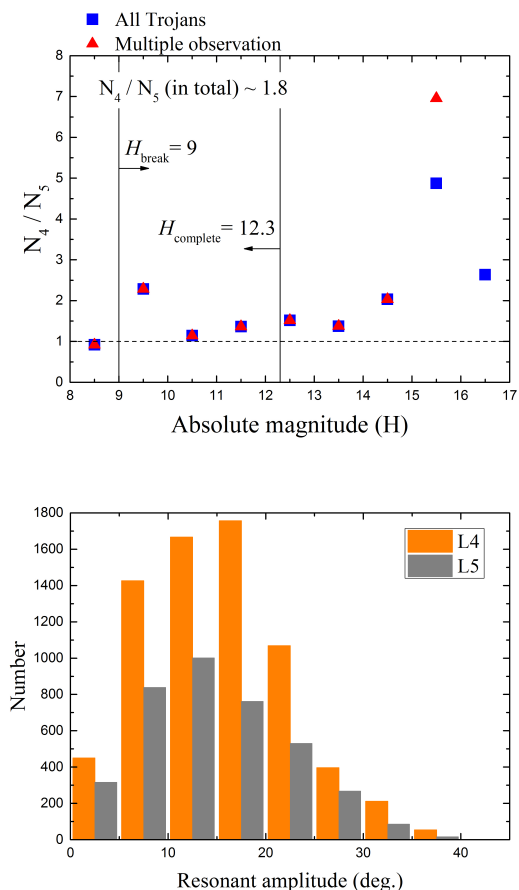 All Trojans
Multiple observation
N₄ / N₅ (in total) ~ 1.8
H_break = 9
H_complete = 12.3
N₄ / N₅
8
7
6
5
4
3
2
1
0
8 9 10 11 12 13 14 15 16 17
Absolute magnitude (H)
L4
L5
Number
1800
1600
1400
1200
1000
800
600
400
200
0
0 10 20 30 40
Resonant amplitude (deg.)